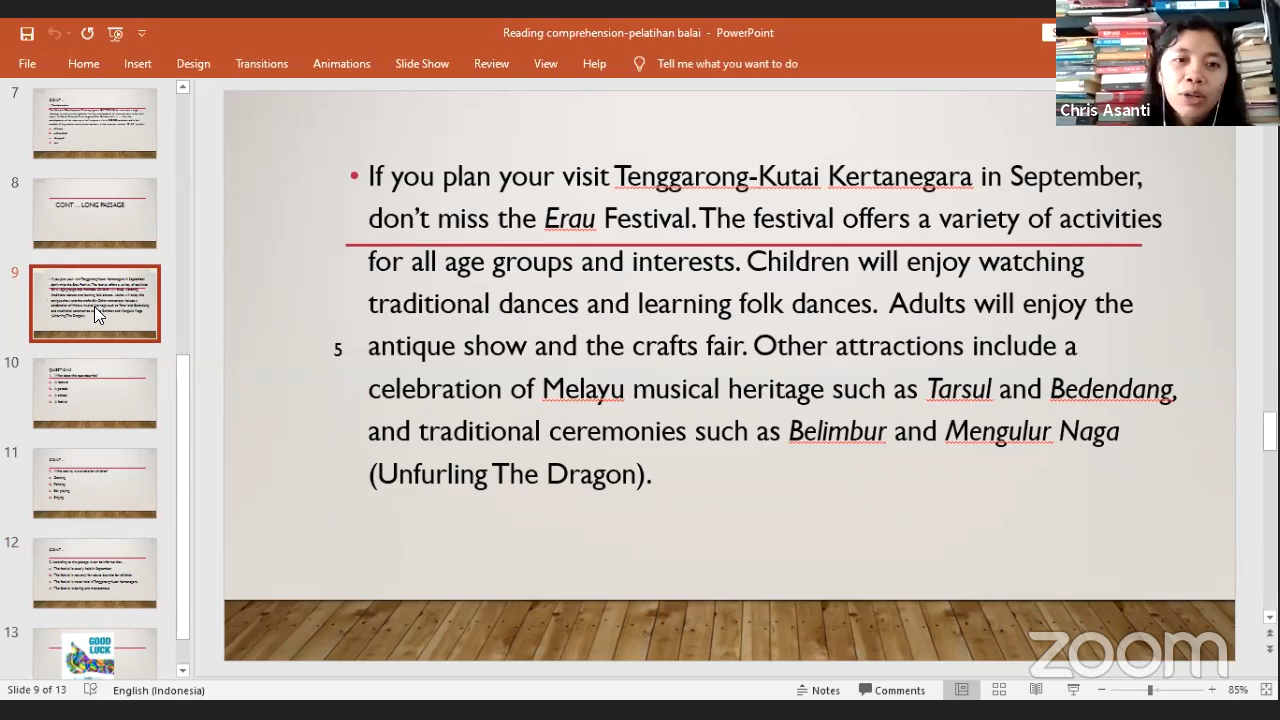 Reading comprehension-pelatihan balai - PowerPoint
File Home Insert Design Transitions Animations Slide Show Review View Help Tell me what you want to do
Chris Asanti
7
8
CONT ... LONG PASSAGE
9
10
QUESTIONS
11
12
13
GOOD
LUCK
• If you plan your visit Tenggarong-Kutai Kertanegara in September,
don't miss the Erau Festival. The festival offers a variety of activities
for all age groups and interests. Children will enjoy watching
traditional dances and learning folk dances. Adults will enjoy the
5 antique show and the crafts fair. Other attractions include a
celebration of Melayu musical heritage such as Tarsul and Bedendang,
and traditional ceremonies such as Belimbur and Mengulur Naga
(Unfurling The Dragon).
zoom
Slide 9 of 13 English (Indonesia) Notes Comments 85%